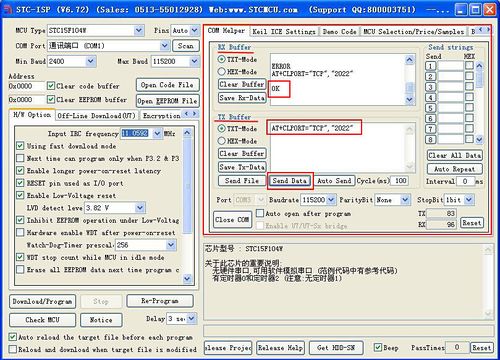 STC-ISP (V6.72) (Sales: 0513-55012928) Website:www.STCMCU.com (Support QQ:800003751) --...
MCU Type STC15F104W Pins Auto
COM Port 通讯端口 (COM1) Scan
Min Baud 2400 Max Baud 115200
Address
0x0000 Clear code buffer Open Code File
0x0000 Clear EEPROM buffer Open EEPROM File
H/W Option Off-Line Download(U7) Encryption
Input IRC frequency 11.0592 MHz
Using fast download mode
Next time can program only when P3.2 & P3
Enable longer power-on-reset latency
RESET pin used as I/O port
Enable Low-Voltage reset
LVD detect level 3.82 V
Inhibit EEPROM operation under Low-Voltag
Hardware enable WDT after power-on-reset
Watch-Dog-Timer prescaler 256
WDT stop count while MCU in idle mode
Erase all EEPROM data next time program c
Download/Program Stop Re-Program
Check MCU Notice Delay 3 sec
Auto reload the target file before each program
Reload and download when target file is modified
COM Helper Keil ICE Settings Demo Code MCU Selection/Price/Samples B
RX Buffer
TXT-Mode
HEX-Mode
Clear Buffer
Save Rx-Data
ERROR
AT+CLPORT="TCP","2022"
OK
TX Buffer
TXT-Mode
HEX-Mode
Clear Buffer
Save Tx-Data
AT+CLPORT="TCP","2022"
Send File Send Data Auto Send Cycle(ms) 100
Send strings
Send HEX
1
2
3
4
5
6
7
8
Clear All Data
Auto Repeat
Interval 0 ms
Port COM3 Baudrate 115200 ParityBit None StopBit 1bit
Close COM
Auto open after program
Enable U7/U7-Sx bridge
TX 83
RX 96 Reset
芯片型号 : STC15F104W
关于此芯片的重要说明:
无硬件串口,可用软件模拟串口 (范例代码中有参考代码)
有定时器0和定时器2 (注意:无定时器1)
elease Projec Release Help Get HDD-SN Beep PassTimes 0 Reset